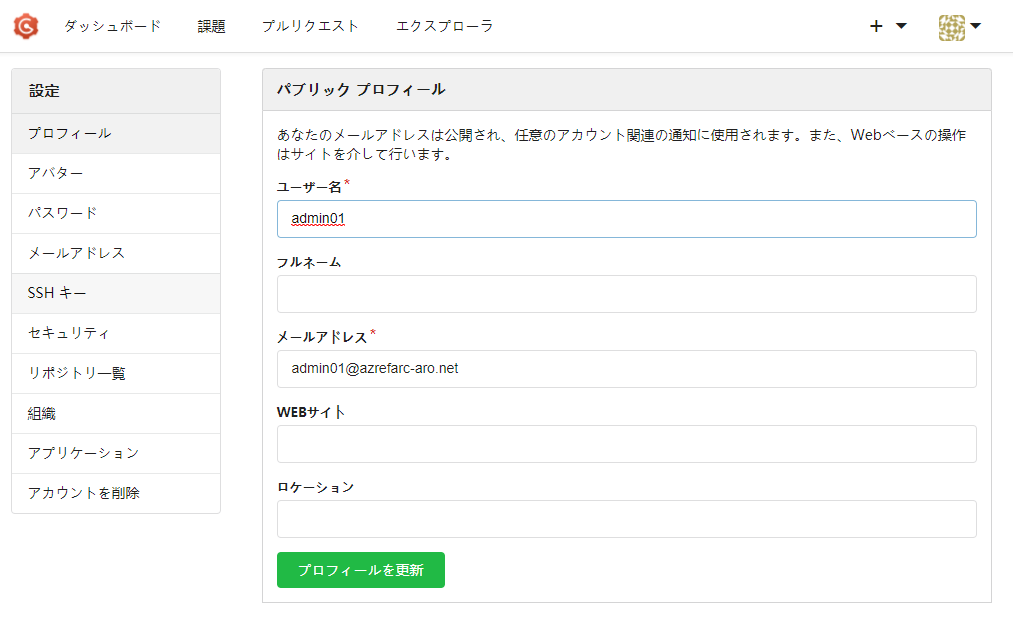 ダッシュボード 課題 プルリクエスト エクスプローラ
設定
プロフィール
アバター
パスワード
メールアドレス
SSH キー
セキュリティ
リポジトリ一覧
組織
アプリケーション
アカウントを削除
パブリック プロフィール
あなたのメールアドレスは公開され、任意のアカウント関連の通知に使用されます。また、Webベースの操作
はサイトを介して行います。
ユーザー名*
admin01
フルネーム
メールアドレス*
admin01@azrefarc-aro.net
WEBサイト
ロケーション
プロフィールを更新